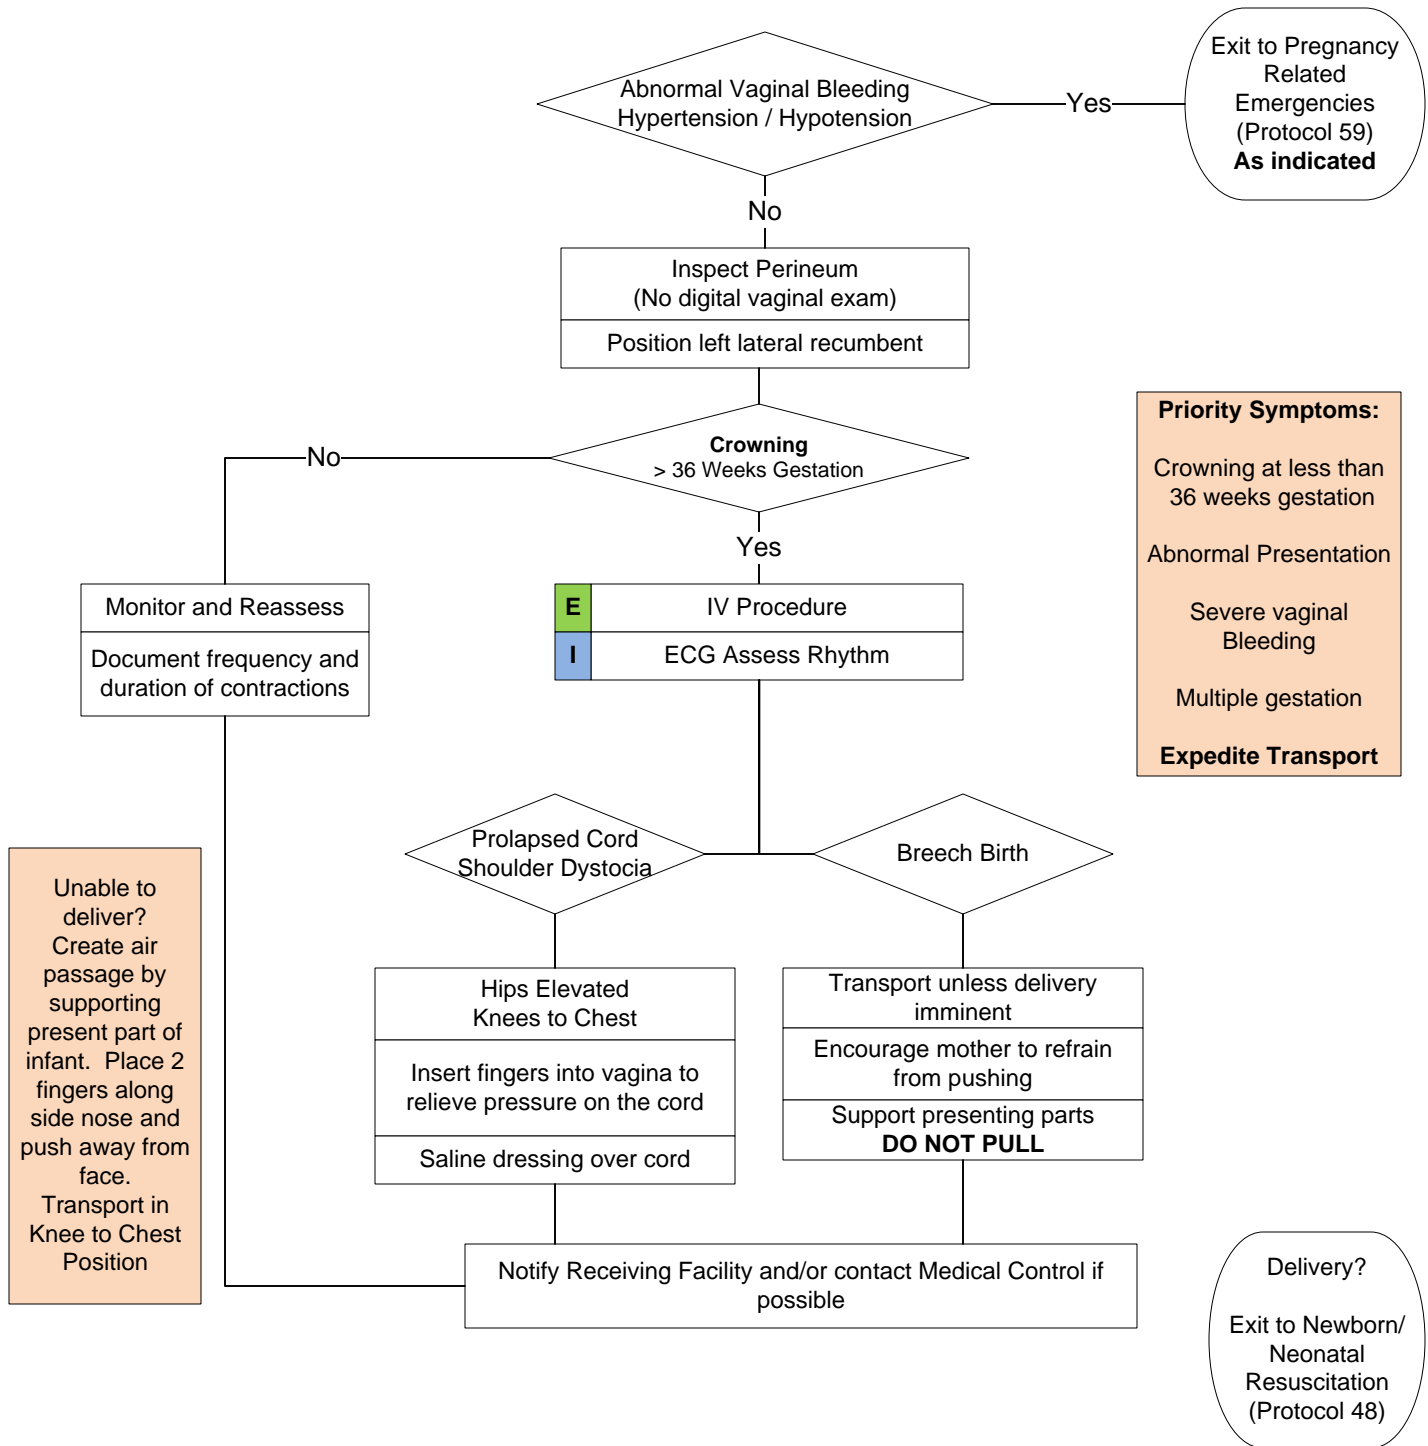 Abnormal Vaginal Bleeding
Hypertension / Hypotension
Yes
Exit to Pregnancy
Related
Emergencies
(Protocol 59)
As indicated
No
Inspect Perineum
(No digital vaginal exam)
Position left lateral recumbent
Crowning
> 36 Weeks Gestation
No
Yes
Priority Symptoms:
Crowning at less than
36 weeks gestation
Abnormal Presentation
Severe vaginal
Bleeding
Multiple gestation
Expedite Transport
Monitor and Reassess
Document frequency and
duration of contractions
E
IV Procedure
I
ECG Assess Rhythm
Prolapsed Cord
Shoulder Dystocia
Breech Birth
Unable to
deliver?
Create air
passage by
supporting
present part of
infant. Place 2
fingers along
side nose and
push away from
face.
Transport in
Knee to Chest
Position
Hips Elevated
Knees to Chest
Insert fingers into vagina to
relieve pressure on the cord
Saline dressing over cord
Transport unless delivery
imminent
Encourage mother to refrain
from pushing
Support presenting parts
DO NOT PULL
Notify Receiving Facility and/or contact Medical Control if
possible
Delivery?
Exit to Newborn/
Neonatal
Resuscitation
(Protocol 48)